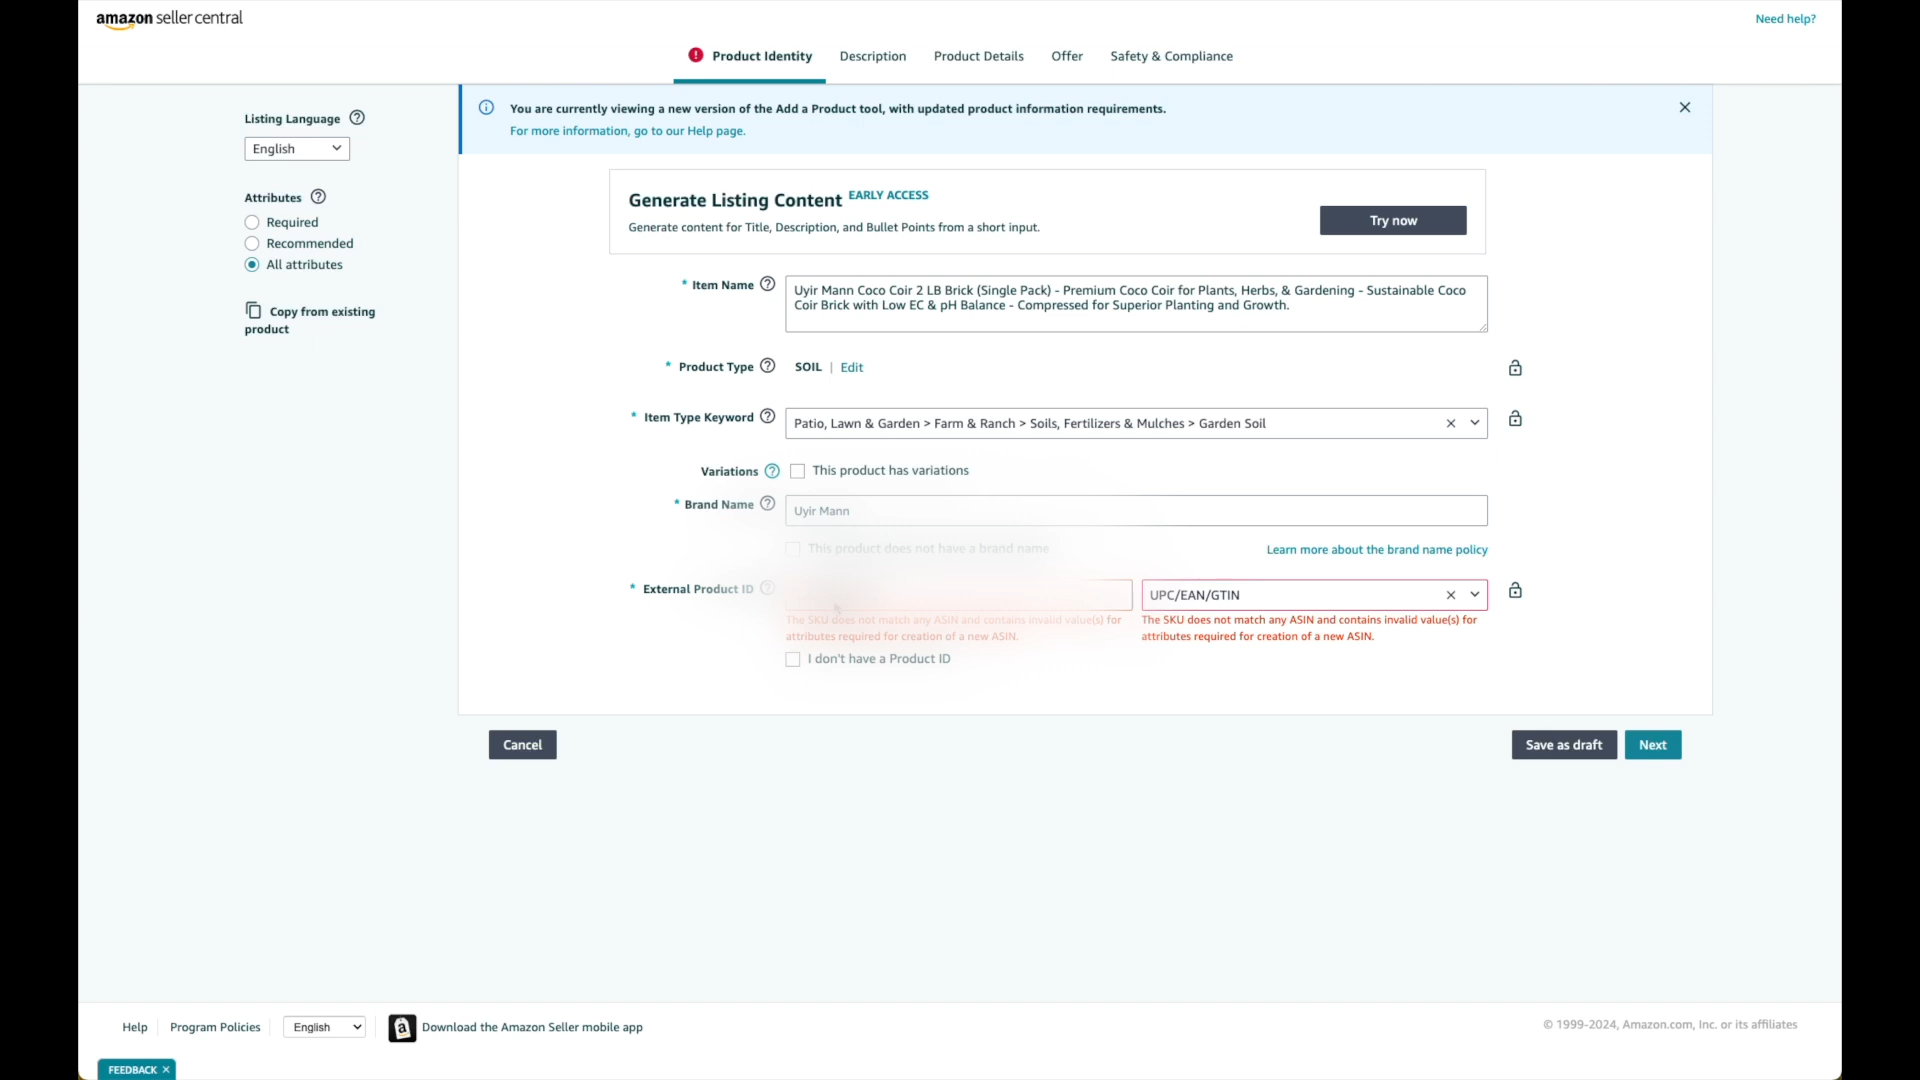 amazon seller central
Need help?
Product Identity
Description
Product Details
Offer
Safety & Compliance
Listing Language
English
Attributes
Required
Recommended
All attributes
Copy from existing
product
You are currently viewing a new version of the Add a Product tool, with updated product information requirements.
For more information, go to our Help page.
Generate Listing Content EARLY ACCESS
Generate content for Title, Description, and Bullet Points from a short input.
Try now
* Item Name
Uyir Mann Coco Coir 2 LB Brick (Single Pack) - Premium Coco Coir for Plants, Herbs, & Gardening - Sustainable Coco
Coir Brick with Low EC & pH Balance - Compressed for Superior Planting and Growth.
* Product Type SOIL | Edit
* Item Type Keyword Patio, Lawn & Garden > Farm & Ranch > Soils, Fertilizers & Mulches > Garden Soil
Variations This product has variations
* Brand Name Uyir Mann
This product does not have a brand name
Learn more about the brand name policy
* External Product ID
UPC/EAN/GTIN
The SKU does not match any ASIN and contains invalid value(s) for
attributes required for creation of a new ASIN.
The SKU does not match any ASIN and contains invalid value(s) for
attributes required for creation of a new ASIN.
I don't have a Product ID
Cancel
Save as draft
Next
Help
Program Policies
English
Download the Amazon Seller mobile app
© 1999-2024, Amazon.com, Inc. or its affiliates
FEEDBACK